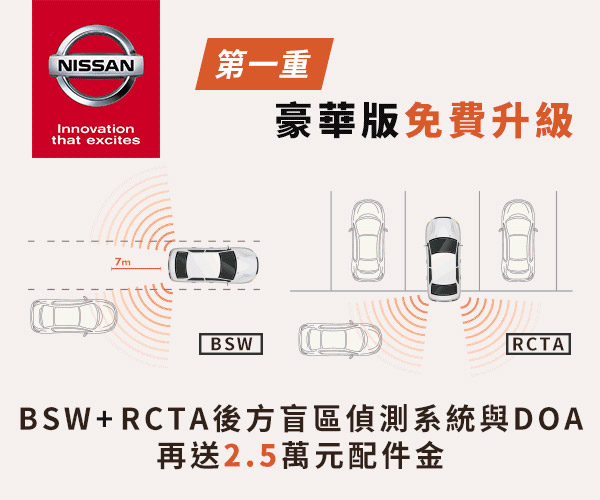 NISSAN
Innovation
that excites
第一重
豪華版免費升級
7m
BSW
RCTA
BSW+RCTA後方盲區偵測系統與DOA
再送2.5萬元配件金